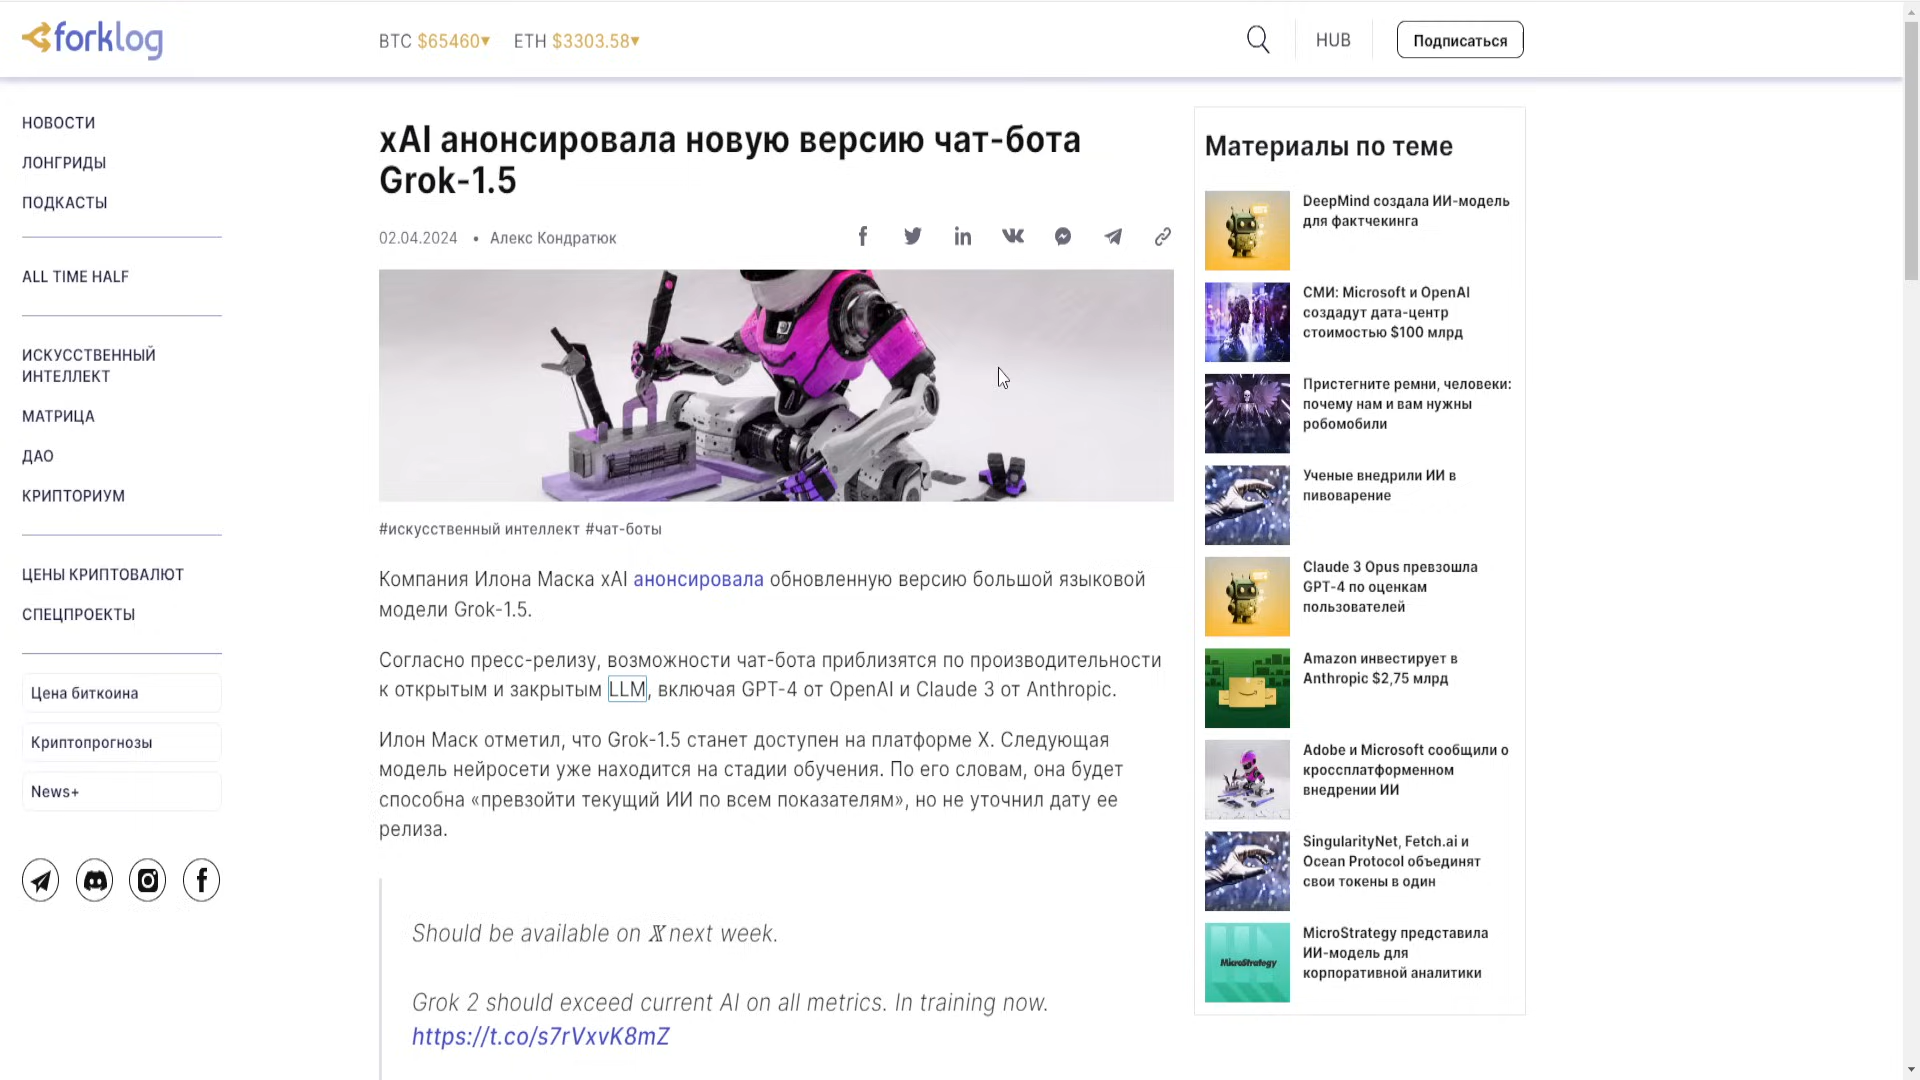 forklog
BTC $65460▾ ETH $3303.58▾
HUB
Подписаться
НОВОСТИ
ЛОНГРИДЫ
ПОДКАСТЫ
ALL TIME HALF
ИСКУССТВЕННЫЙ
ИНТЕЛЛЕКТ
МАТРИЦА
ДАО
КРИПТОРИУМ
ЦЕНЫ КРИПТОВАЛЮТ
СПЕЦПРОЕКТЫ
Цена биткоина
Криптопрогнозы
News+
xAI анонсировала новую версию чат-бота
Grok-1.5
02.04.2024 • Алекс Кондратюк
#искусственный интеллект #чат-боты
Компания Илона Маска xAI анонсировала обновленную версию большой языковой
модели Grok-1.5.
Согласно пресс-релизу, возможности чат-бота приблизятся по производительности
к открытым и закрытым LLM, включая GPT-4 от OpenAI и Claude 3 от Anthropic.
Илон Маск отметил, что Grok-1.5 станет доступен на платформе X. Следующая
модель нейросети уже находится на стадии обучения. По его словам, она будет
способна «превзойти текущий ИИ по всем показателям», но не уточнил дату ее
релиза.
Should be available on 𝕏 next week.
Grok 2 should exceed current AI on all metrics. In training now.
https://t.co/s7rVxvK8mZ
Материалы по теме
DeepMind создала ИИ-модель
для фактчекинга
СМИ: Microsoft и OpenAI
создадут дата-центр
стоимостью $100 млрд
Пристегните ремни, человеки:
почему нам и вам нужны
робомобили
Ученые внедрили ИИ в
пивоварение
Claude 3 Opus превзошла
GPT-4 по оценкам
пользователей
Amazon инвестирует в
Anthropic $2,75 млрд
Adobe и Microsoft сообщили о
кроссплатформенном
внедрении ИИ
SingularityNet, Fetch.ai и
Ocean Protocol объединят
свои токены в один
MicroStrategy
MicroStrategy представила
ИИ-модель для
корпоративной аналитики